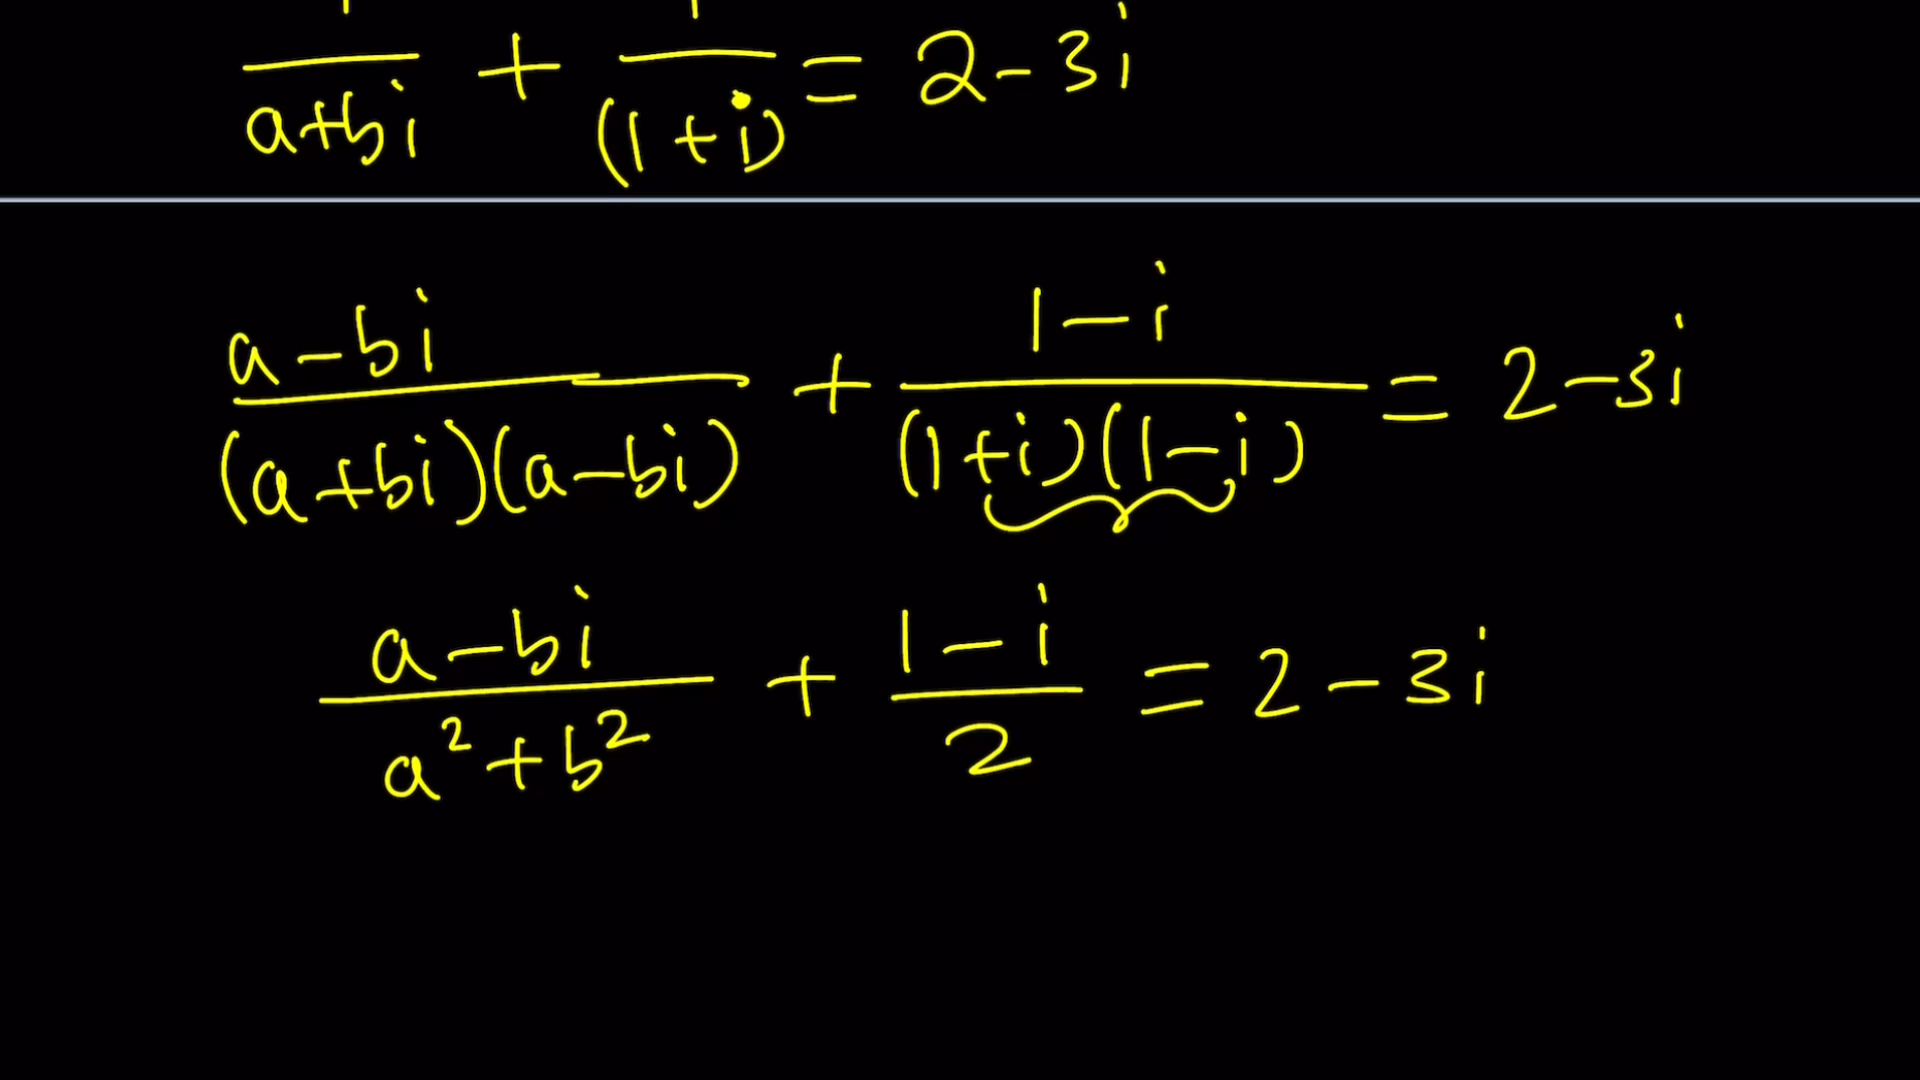 1/(a+bi) + 1/(1+i) = 2-3i
(a-bi)/((a+bi)(a-bi)) + (1-i)/((1+i)(1-i)) = 2-3i
(a-bi)/(a²+b²) + (1-i)/2 = 2-3i